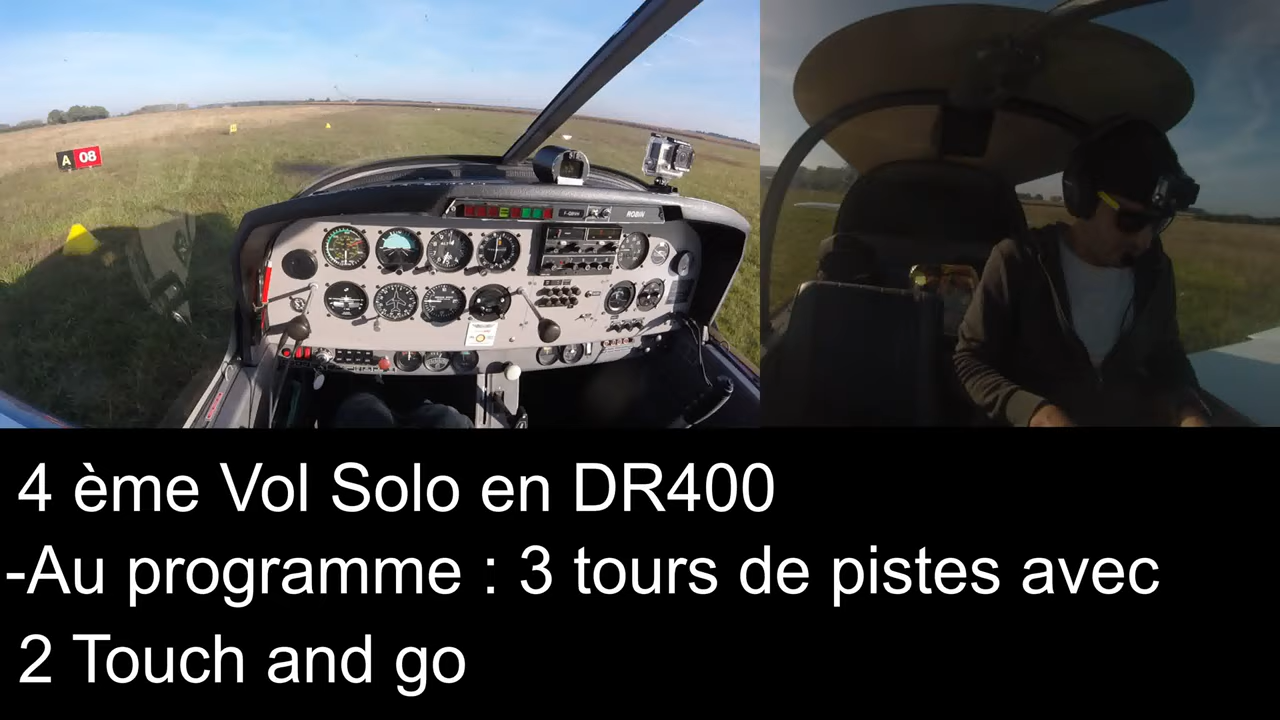 A 08
ROBIN
4 ème Vol Solo en DR400
-Au programme : 3 tours de pistes avec
2 Touch and go